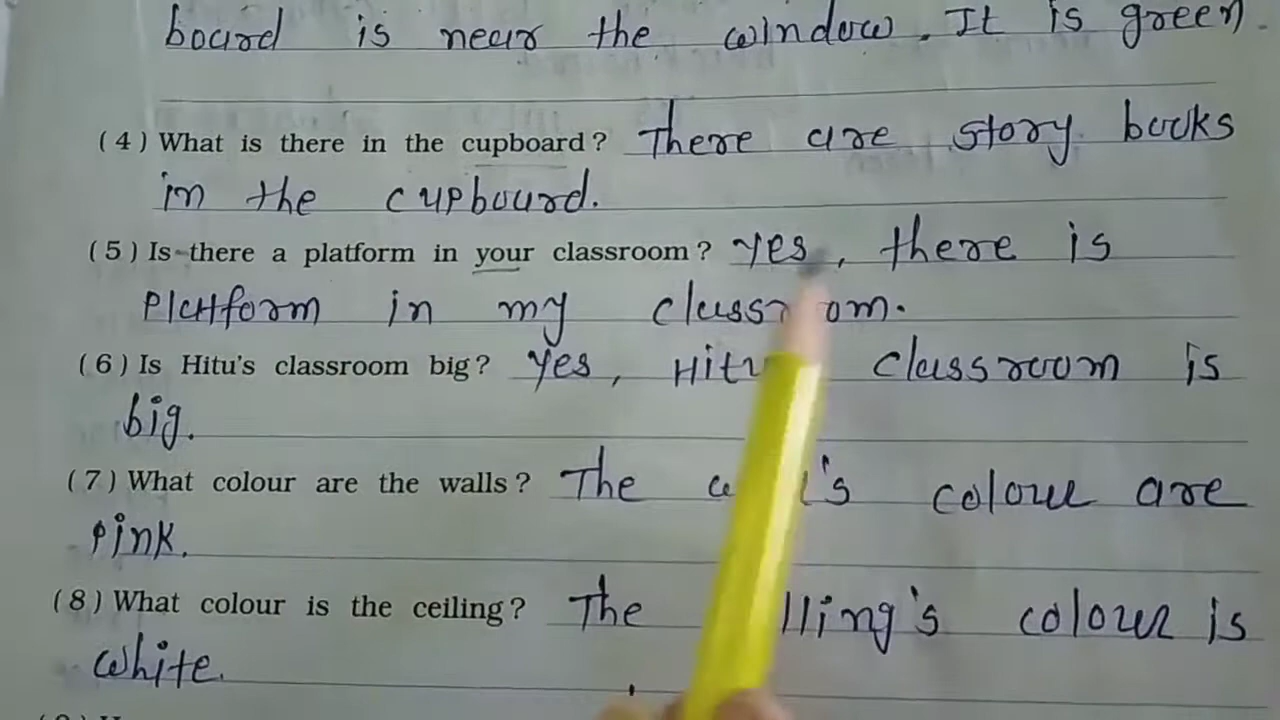 board is near the window. It is green.
(4) What is there in the cupboard? There are story books
in the cupboard.
(5) Is there a platform in your classroom? Yes, there is
Platform in my classroom.
(6) Is Hitu's classroom big? Yes, classroom is
big.
(7) What colour are the walls? The colour are
pink.
(8) What colour is the ceiling? The colour is
white.